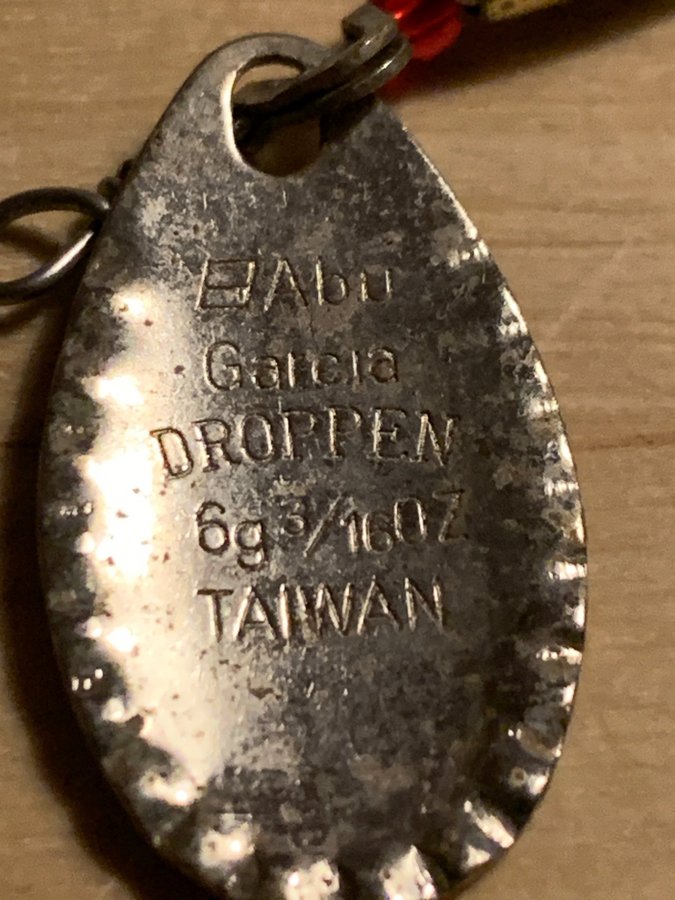 Abu
Garcia
DROPPEN
6g 3/16OZ
TAIWAN